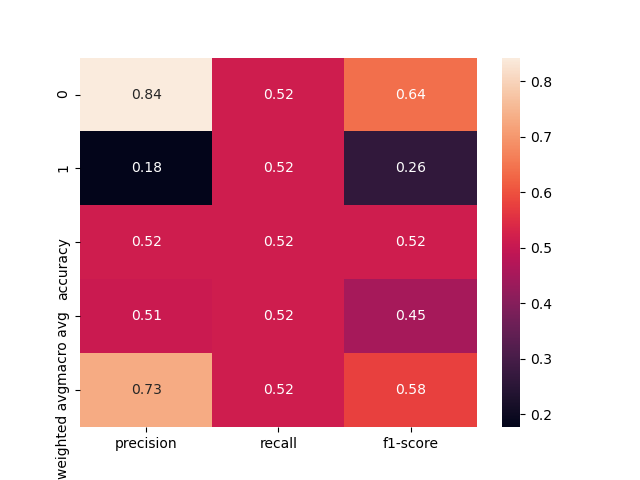 0 0.84 0.52 0.64 0.8
0.7
1 0.18 0.52 0.26 0.6
accuracy 0.52 0.52 0.52 0.5
macro avg 0.51 0.52 0.45 0.4
0.3
weighted avg 0.73 0.52 0.58 0.2
precision recall f1-score